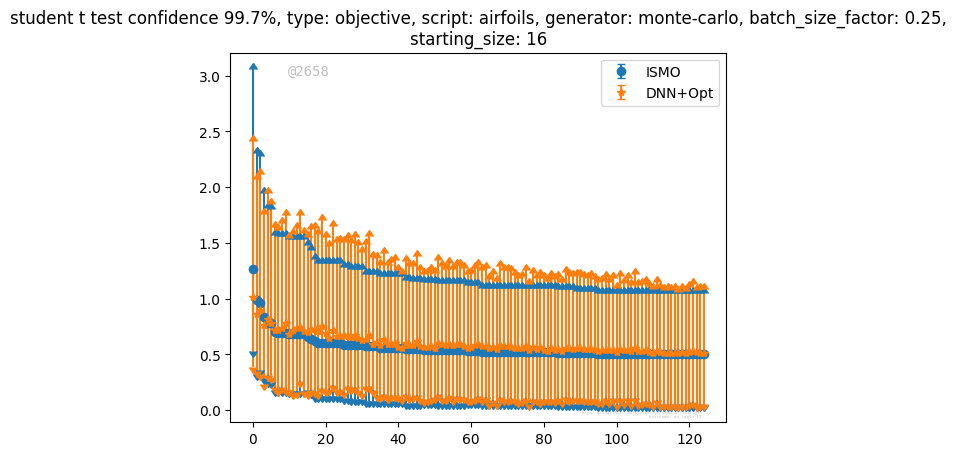 student t test confidence 99.7%, type: objective, script: airfoils, generator: monte-carlo, batch_size_factor: 0.25,
starting_size: 16
@2658
ISMO
DNN+Opt
3.0
2.5
2.0
1.5
1.0
0.5
0.0
0 20 40 60 80 100 120